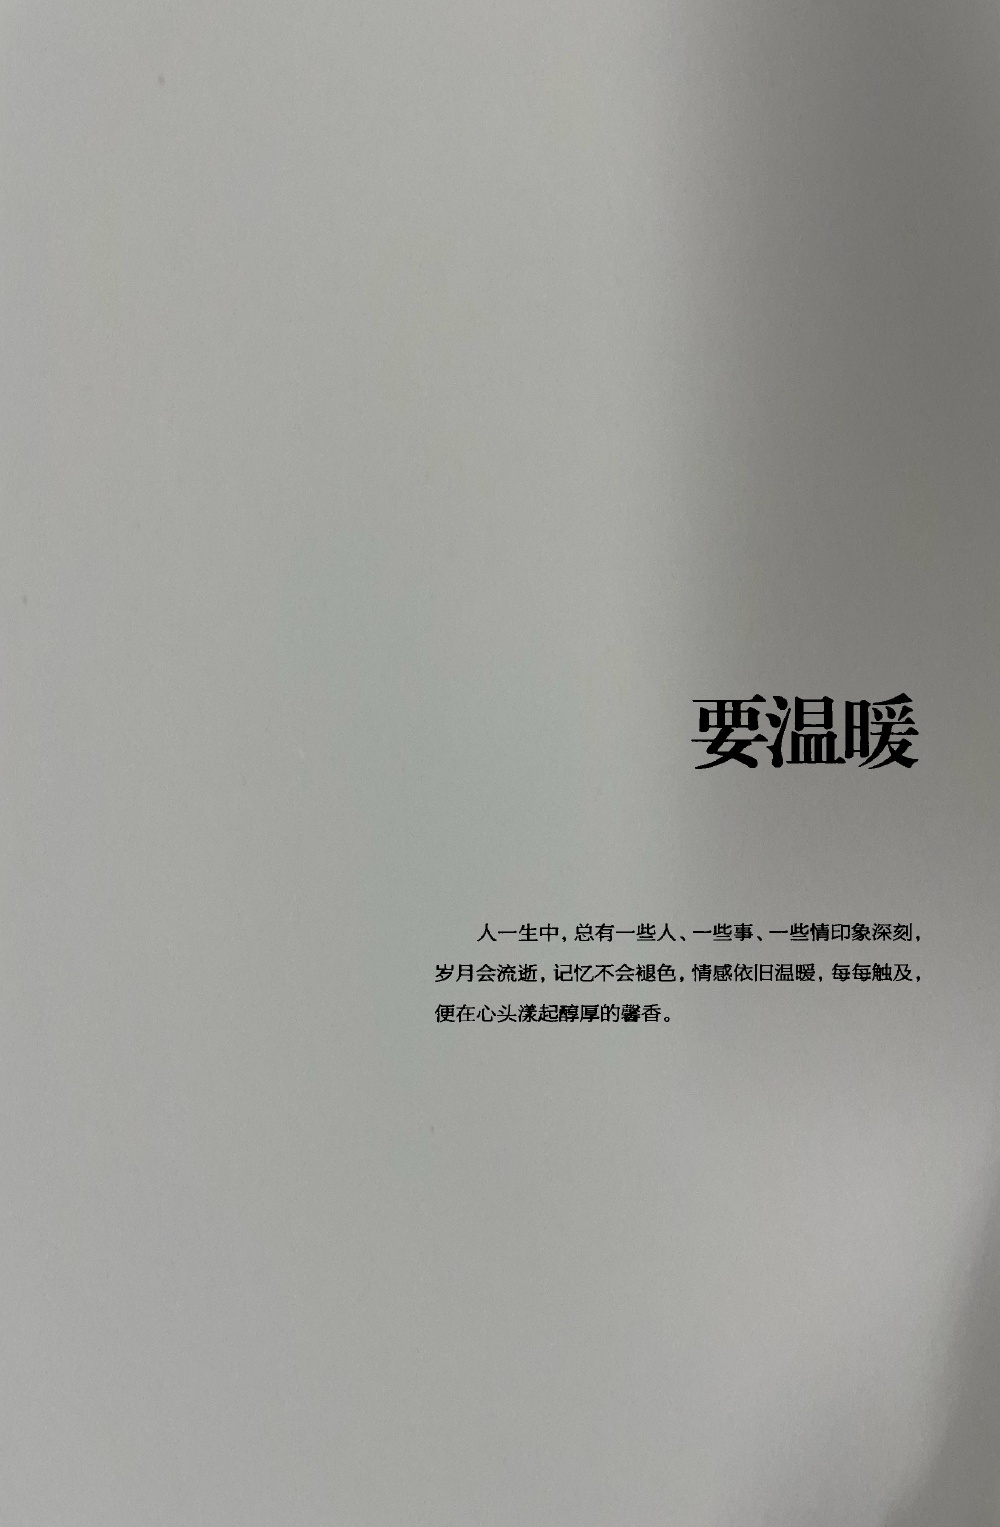 要温暖
人一生中，总有一些人、一些事、一些情印象深刻，
岁月会流逝，记忆不会褪色，情感依旧温暖，每每触及，
便在心头漾起醇厚的馨香。